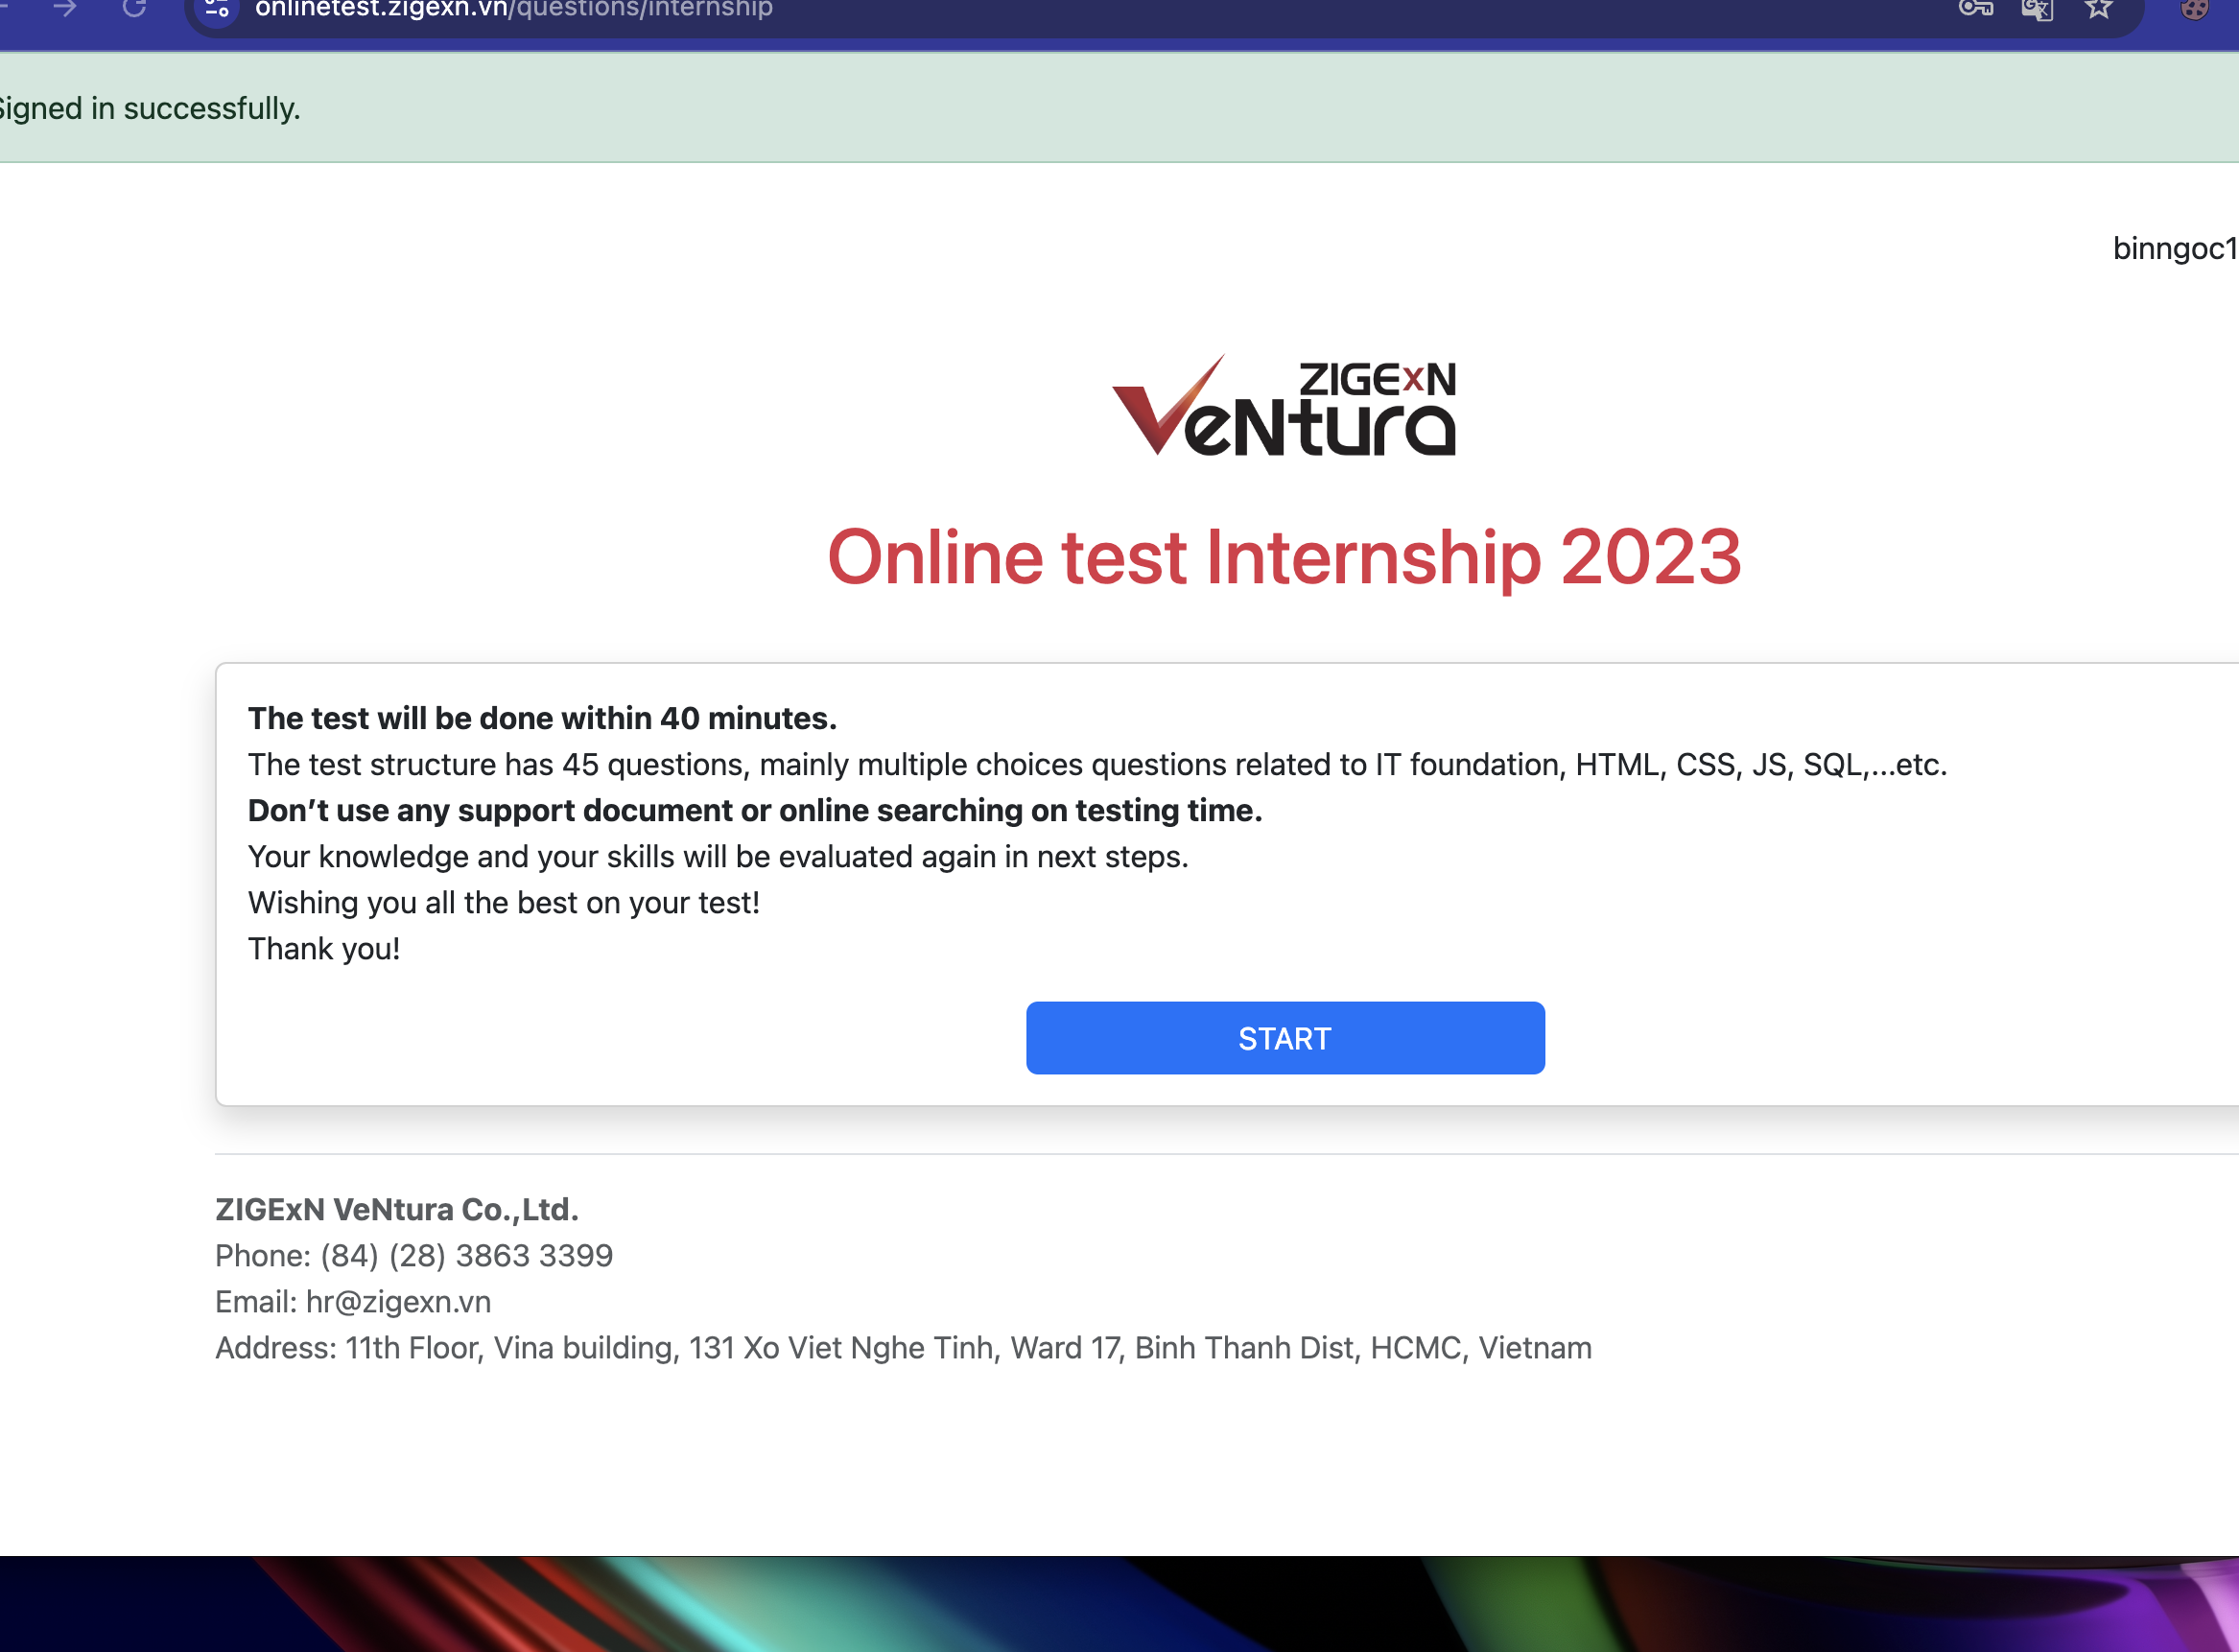 onlinetest.zigexn.vn/questions/internship
Signed in successfully.
binngoc1
ZIGExN
VeNtura
Online test Internship 2023
The test will be done within 40 minutes.
The test structure has 45 questions, mainly multiple choices questions related to IT foundation, HTML, CSS, JS, SQL,...etc.
Don’t use any support document or online searching on testing time.
Your knowledge and your skills will be evaluated again in next steps.
Wishing you all the best on your test!
Thank you!
START
ZIGExN VeNtura Co.,Ltd.
Phone: (84) (28) 3863 3399
Email: hr@zigexn.vn
Address: 11th Floor, Vina building, 131 Xo Viet Nghe Tinh, Ward 17, Binh Thanh Dist, HCMC, Vietnam